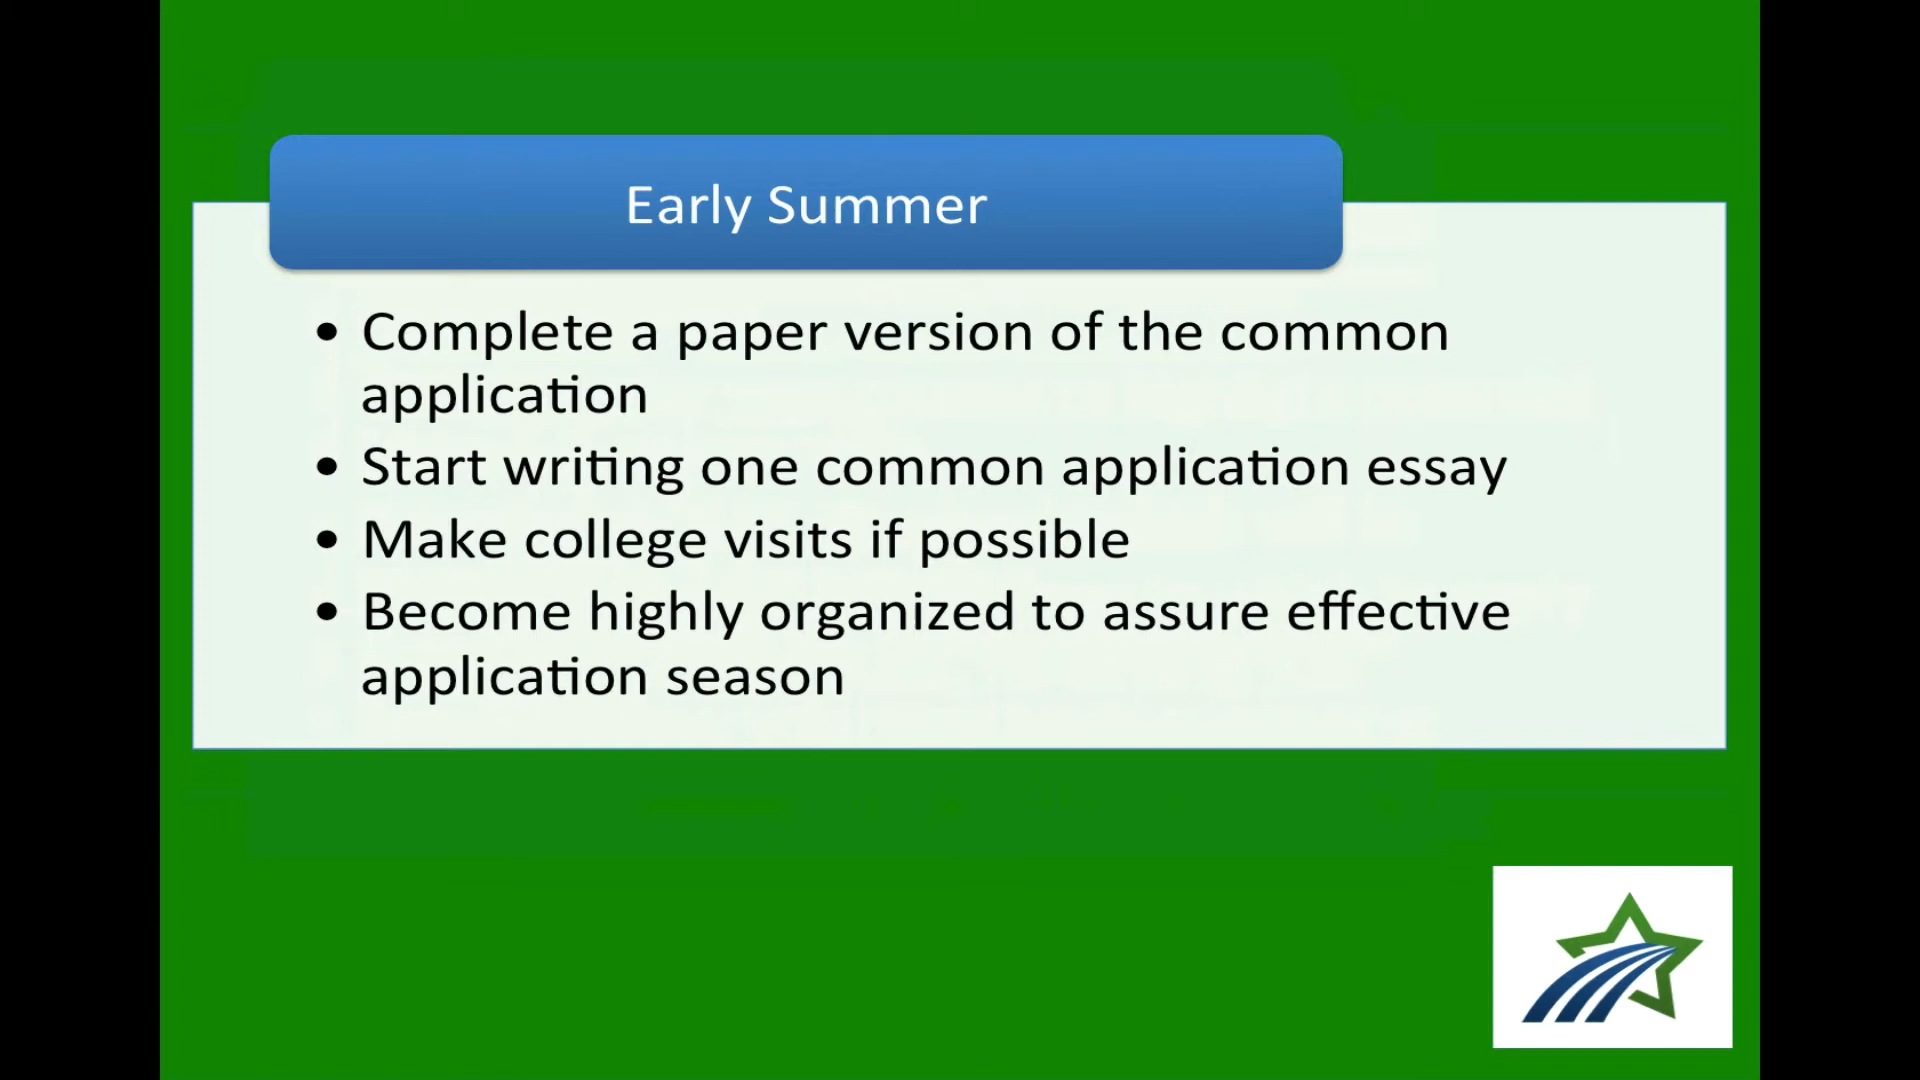 Early Summer
• Complete a paper version of the common
application
• Start writing one common application essay
• Make college visits if possible
• Become highly organized to assure effective
application season